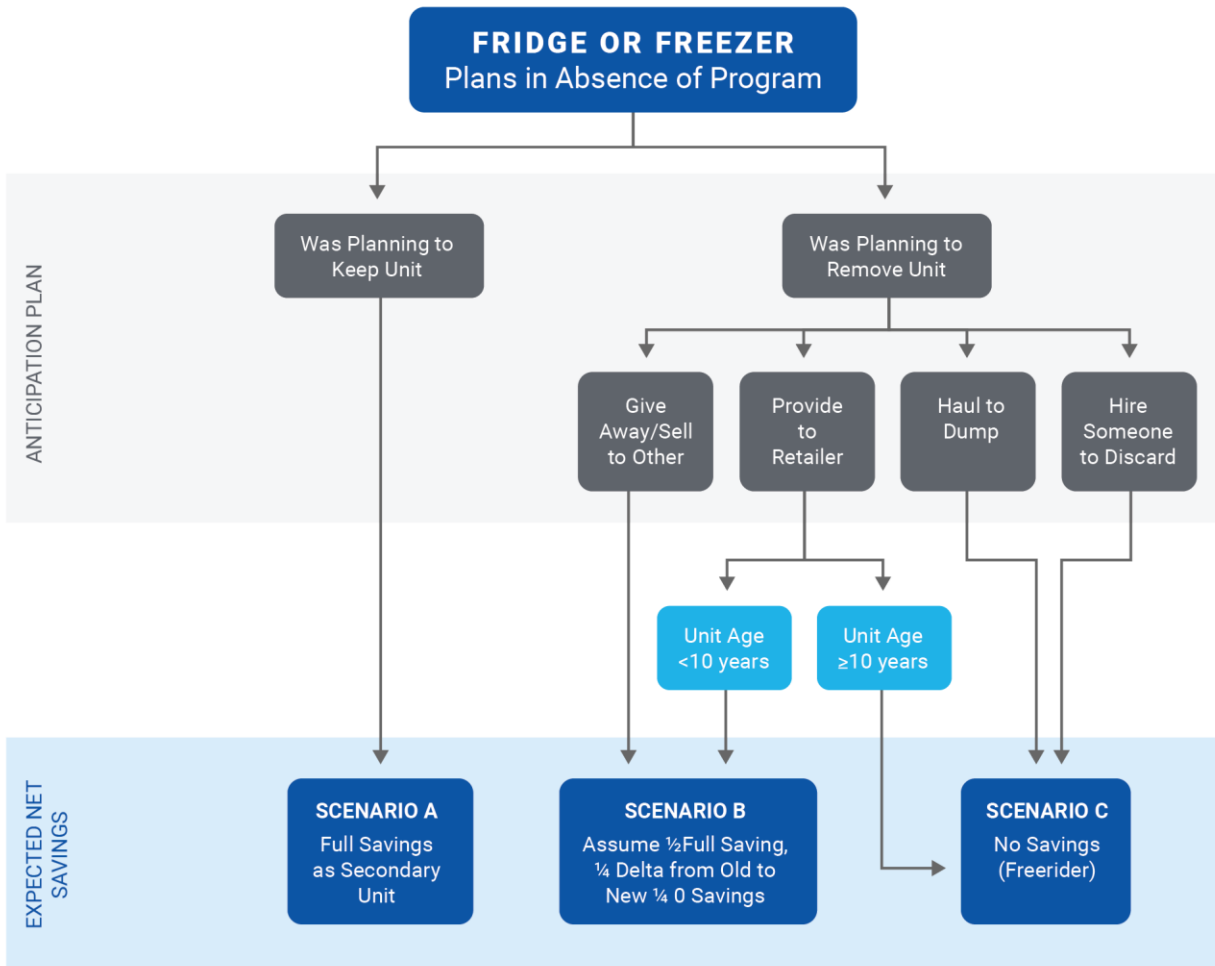 FRIDGE OR FREEZER
Plans in Absence of Program
ANTICIPATION PLAN
Was Planning to
Keep Unit
Was Planning to
Remove Unit
Give
Away/Sell
to Other
Provide
to
Retailer
Haul to
Dump
Hire
Someone
to Discard
Unit Age
<10 years
Unit Age
≥10 years
EXPECTED NET
SAVINGS
SCENARIO A
Full Savings
as Secondary
Unit
SCENARIO B
Assume ½Full Saving,
¼ Delta from Old to
New ¼ 0 Savings
SCENARIO C
No Savings
(Freerider)